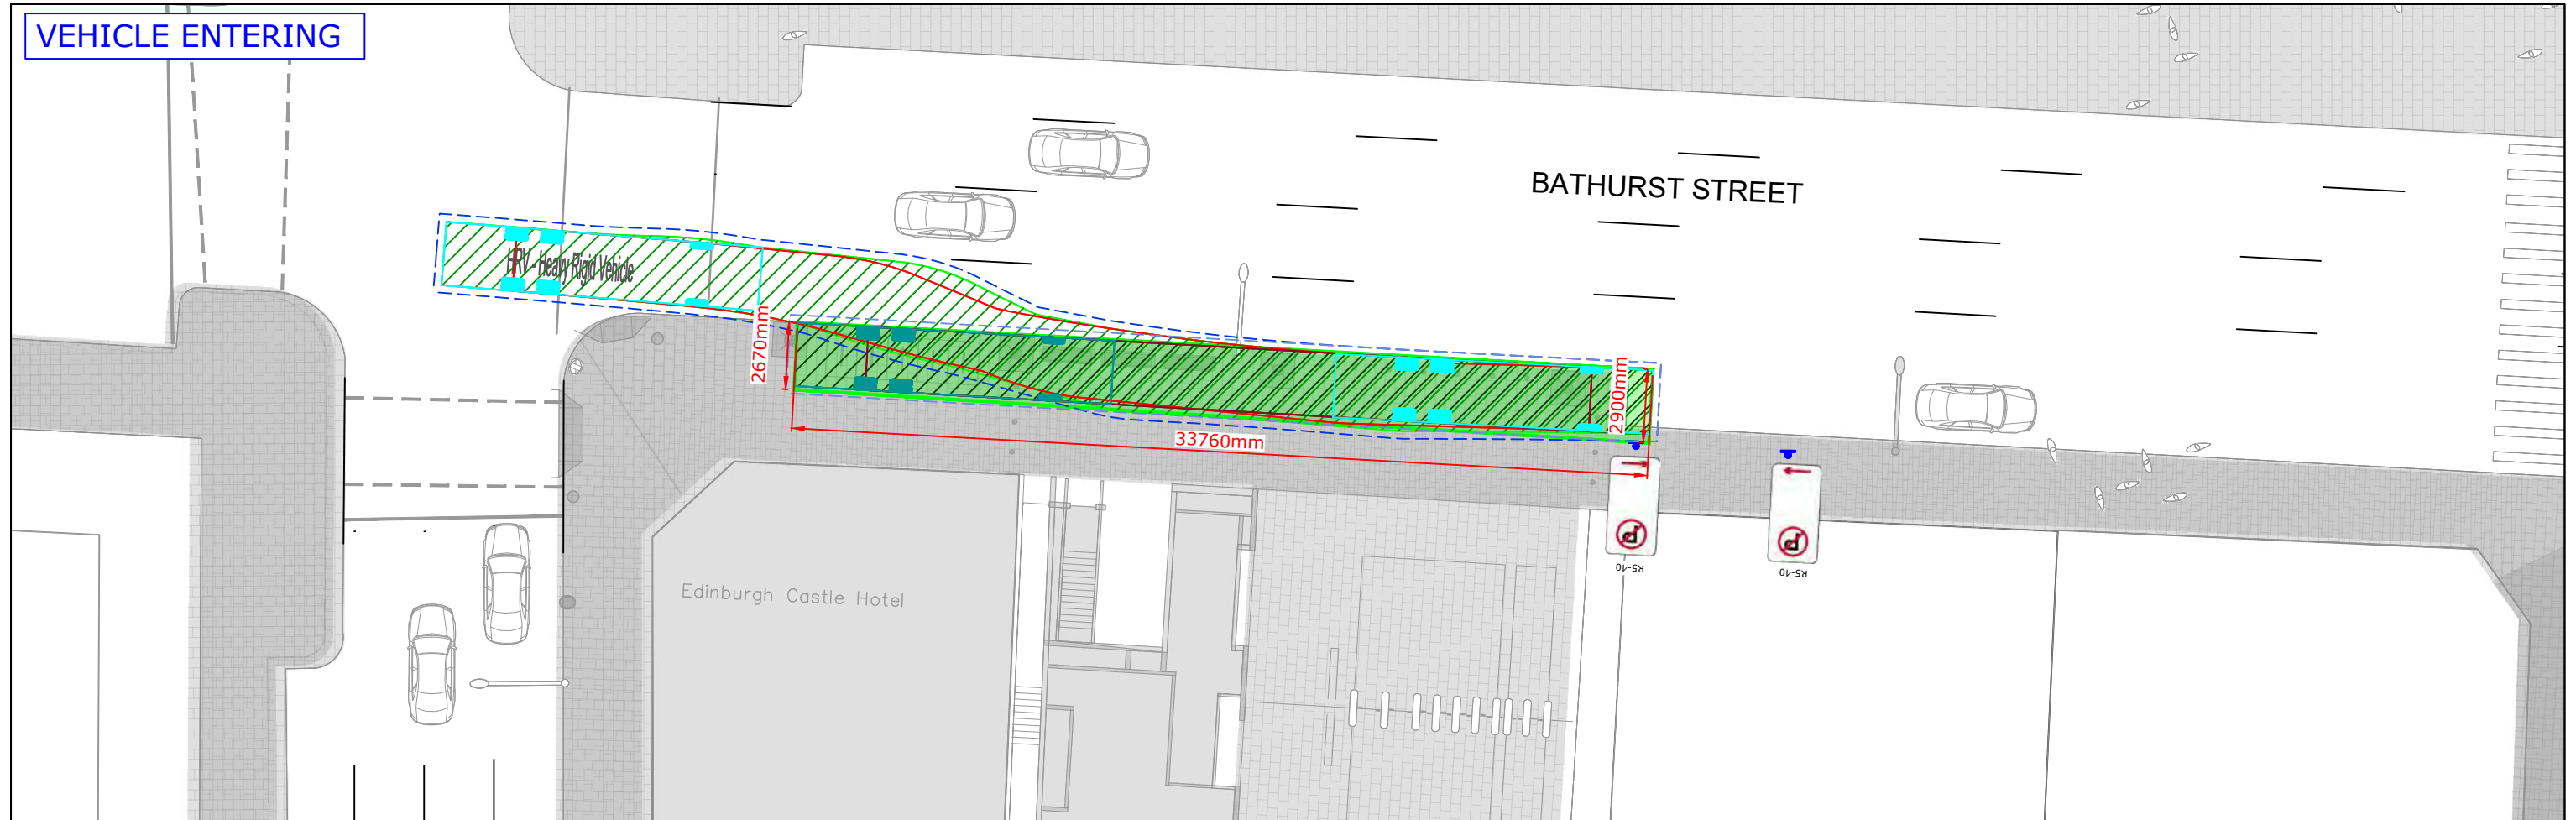 VEHICLE ENTERING
BATHURST STREET
HRV - Heavy Rigid Vehicle
2670mm
2900mm
33760mm
R5-40
R5-40
Edinburgh Castle Hotel
P
P